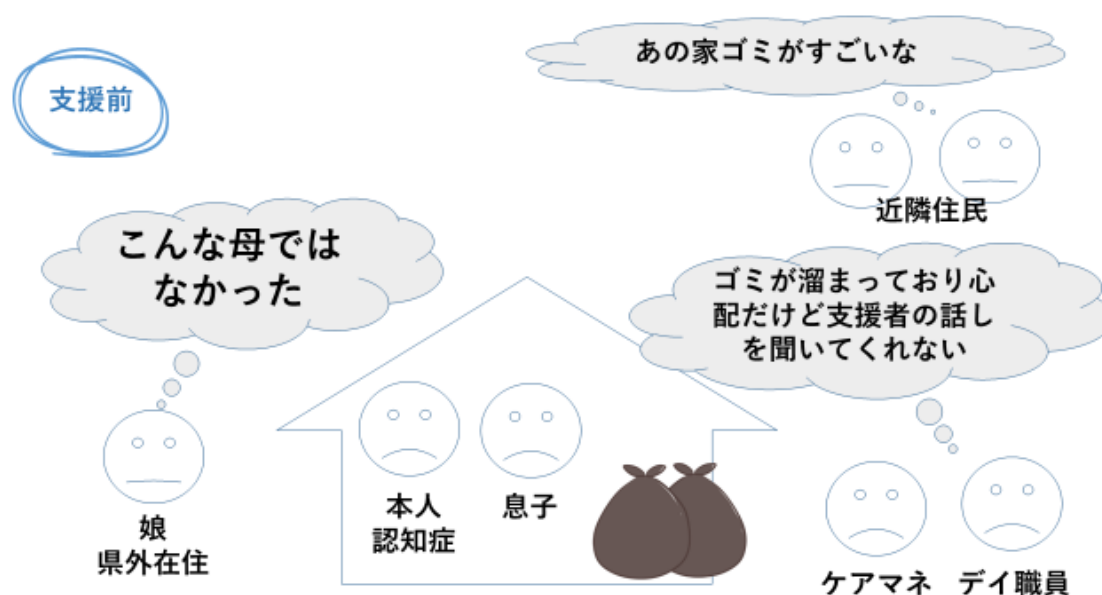 支援前
あの家ゴミがすごいな
近隣住民
こんな母では
なかった
娘
県外在住
ゴミが溜まっており心
配だけど支援者の話し
を聞いてくれない
本人
認知症
息子
ケアマネ
デイ職員